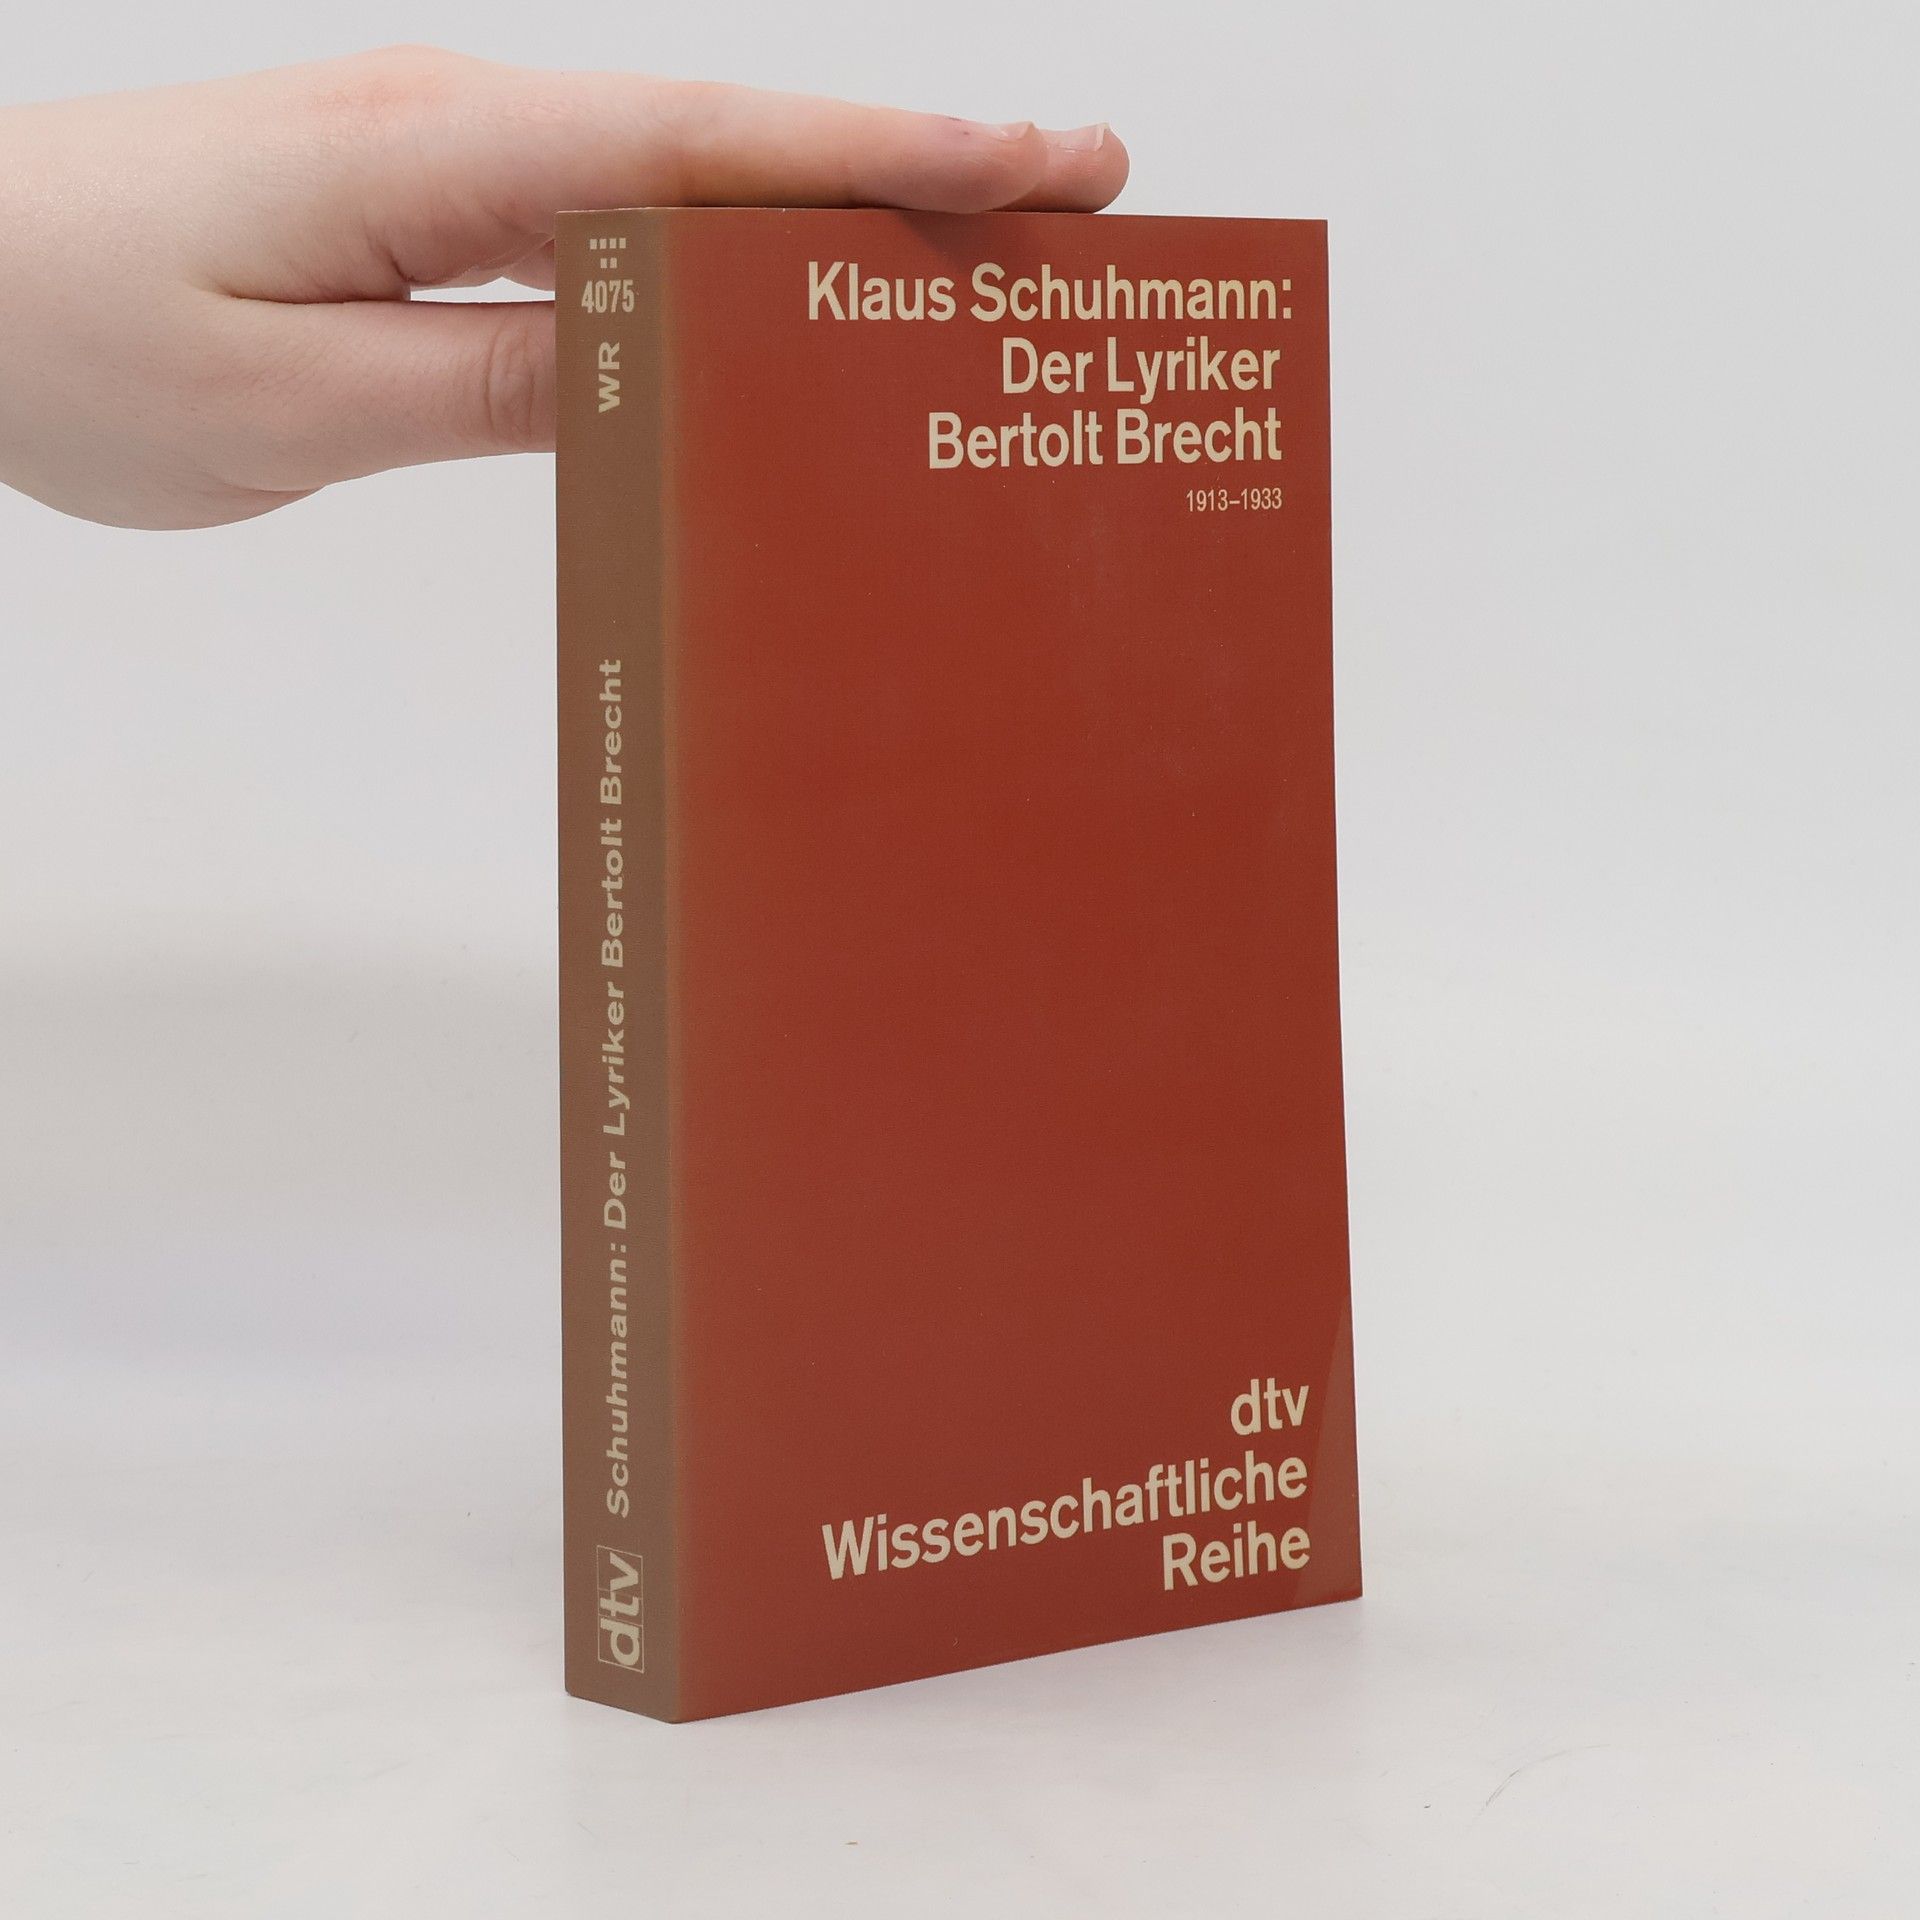 4075
WR
Schuhmann: Der Lyriker Bertolt Brecht
dtv
Klaus Schuhmann:
Der Lyriker
Bertolt Brecht
1913–1933
dtv
Wissenschaftliche
Reihe